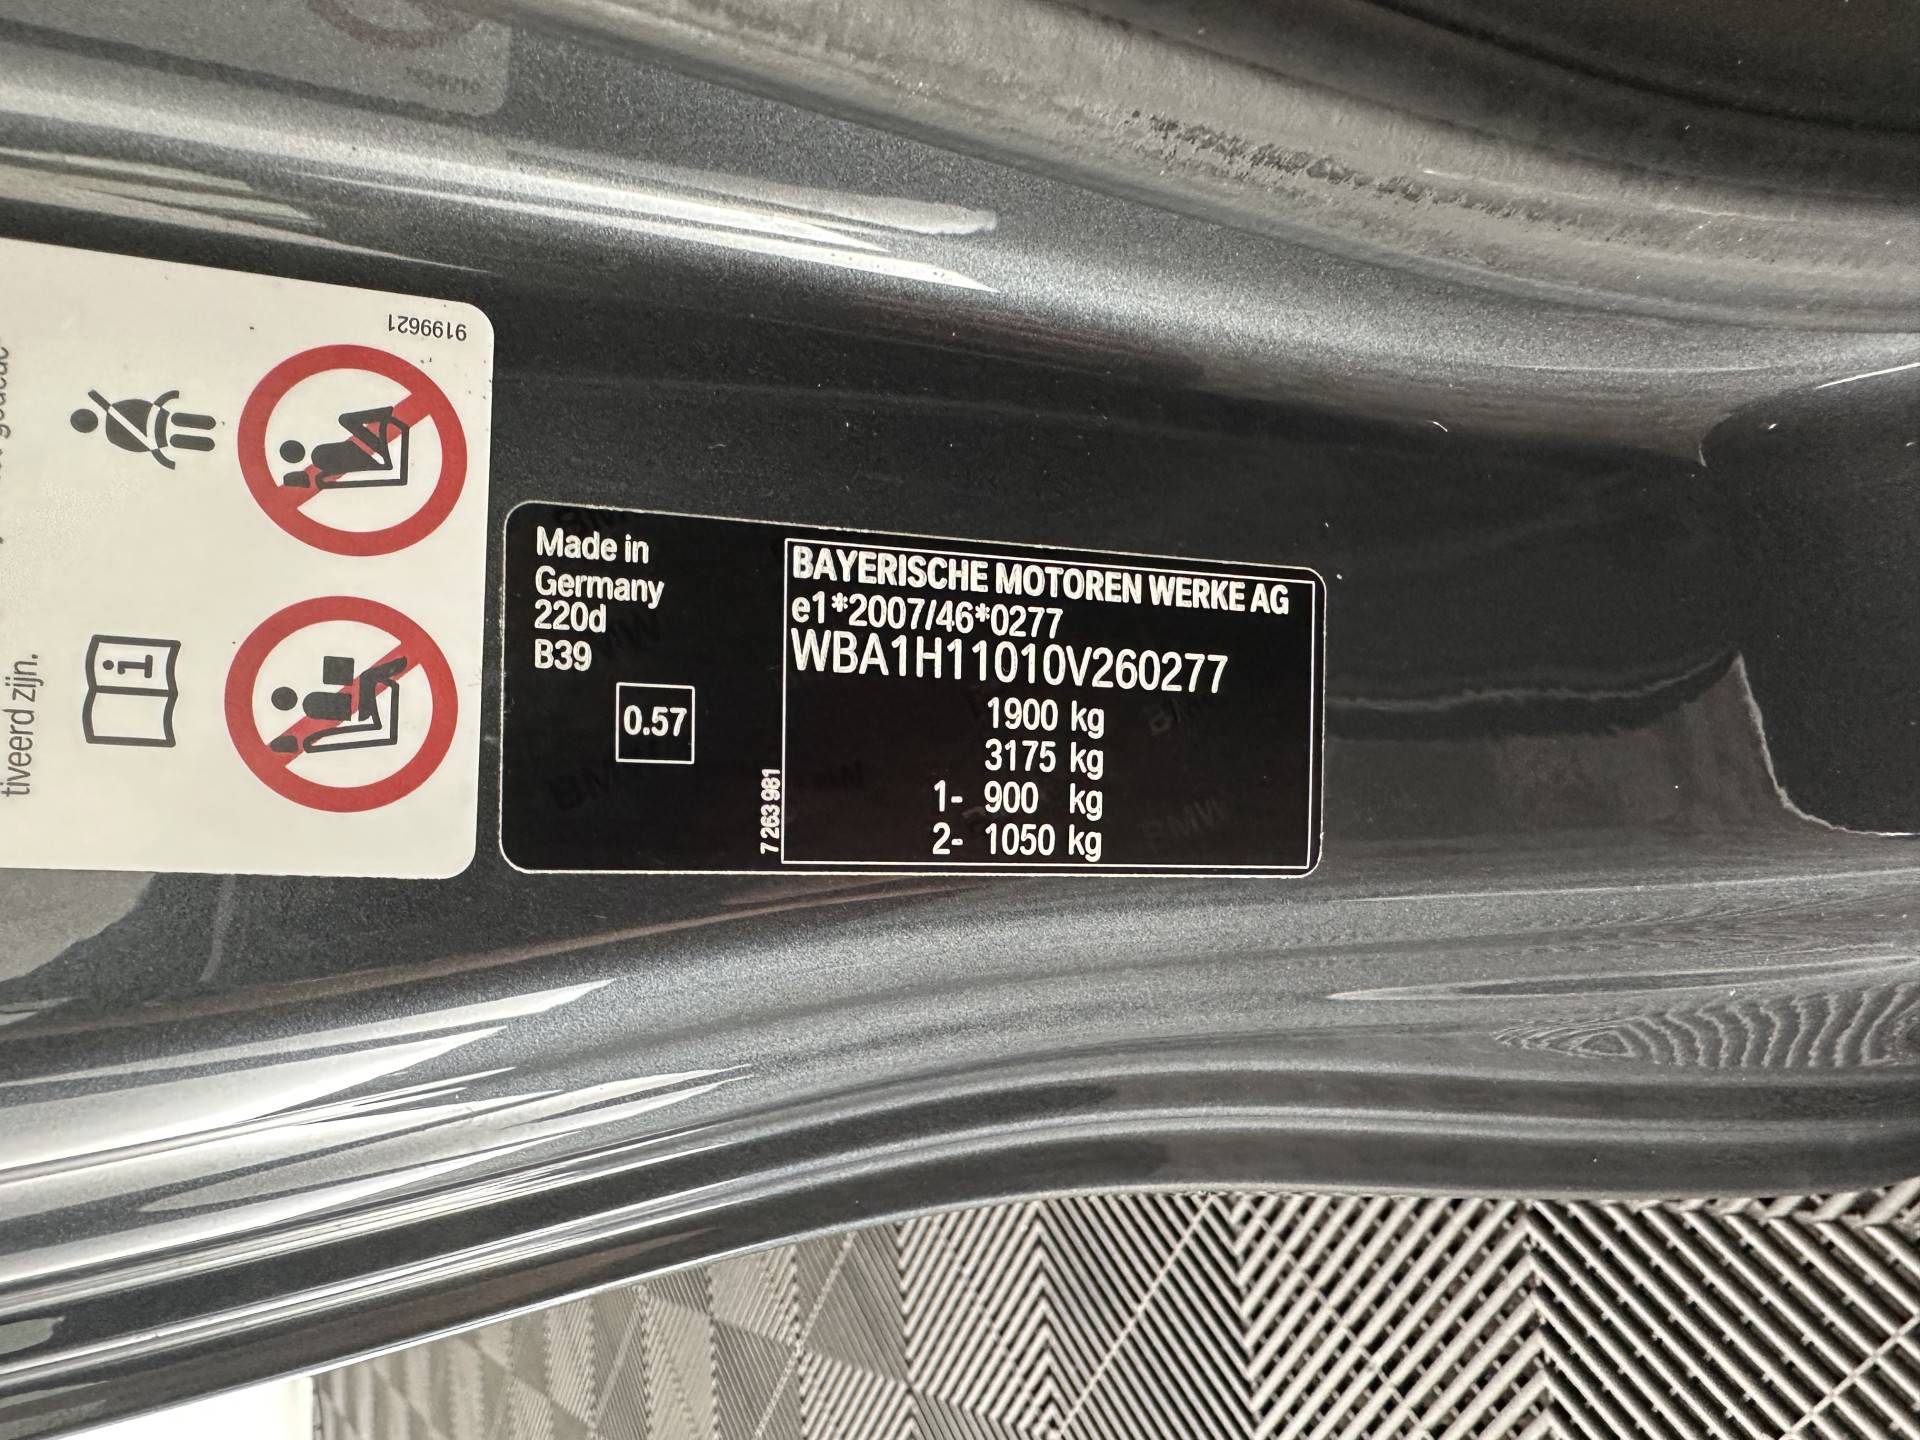 9199621
tiveerd zijn.
Made in
Germany
220d
B39
0.57
7 263 981
BAYERISCHE MOTOREN WERKE AG
e1*2007/46*0277
WBA1H11010V260277
1900 kg
3175 kg
1- 900 kg
2- 1050 kg